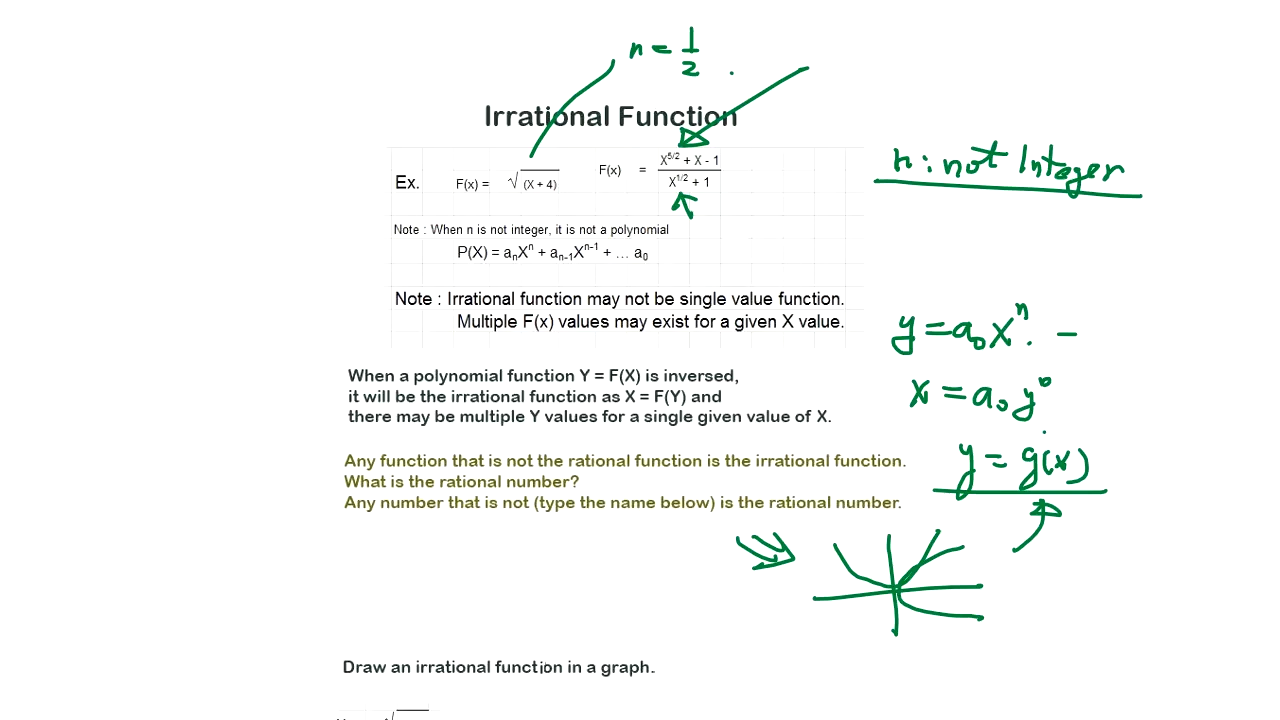 n = 1/2 .
Irrational Function
n : not Integer
Ex. F(x) = √(X + 4) F(x) = (X^5/2 + X - 1) / (X^1/2 + 1)
Note : When n is not integer, it is not a polynomial
P(X) = aₙXⁿ + aₙ₋₁Xⁿ⁻¹ + … a₀
Note : Irrational function may not be single value function.
Multiple F(x) values may exist for a given X value.
y = a₀xⁿ. –
When a polynomial function Y = F(X) is inversed,
it will be the irrational function as X = F(Y) and
there may be multiple Y values for a single given value of X.
x = a₀y
y = g(x)
Any function that is not the rational function is the irrational function.
What is the rational number?
Any number that is not (type the name below) is the rational number.
Draw an irrational function in a graph.